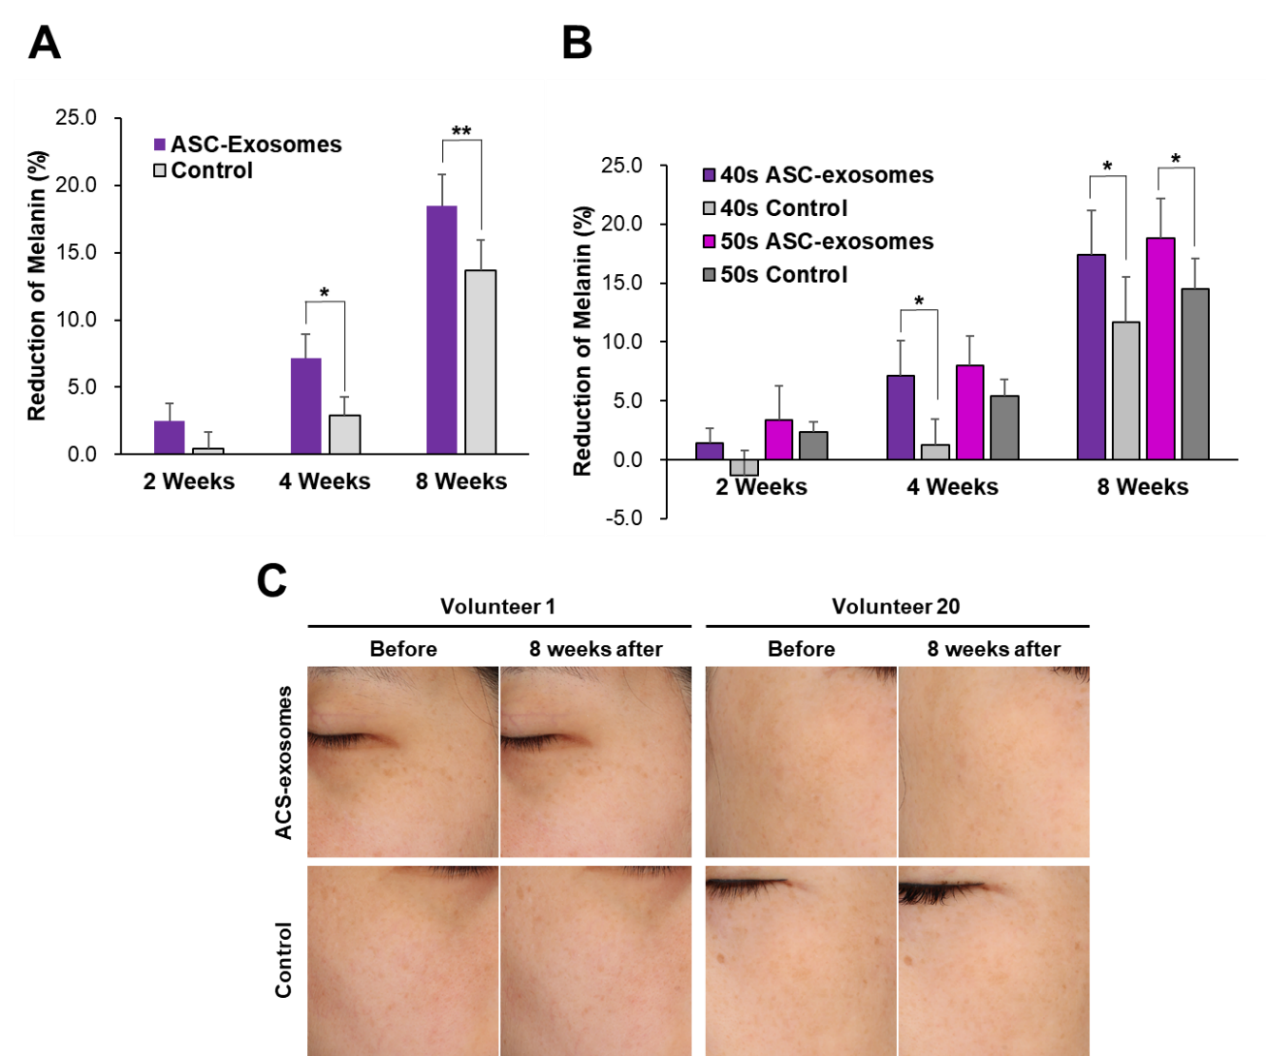 A
Reduction of Melanin (%)
25.0
20.0
15.0
10.0
5.0
0.0
ASC-Exosomes
Control
*
**
2 Weeks
4 Weeks
8 Weeks
B
Reduction of Melanin (%)
25.0
20.0
15.0
10.0
5.0
0.0
-5.0
40s ASC-exosomes
40s Control
50s ASC-exosomes
50s Control
*
*
*
2 Weeks
4 Weeks
8 Weeks
C
Volunteer 1
Volunteer 20
Before
8 weeks after
Before
8 weeks after
ACS-exosomes
Control